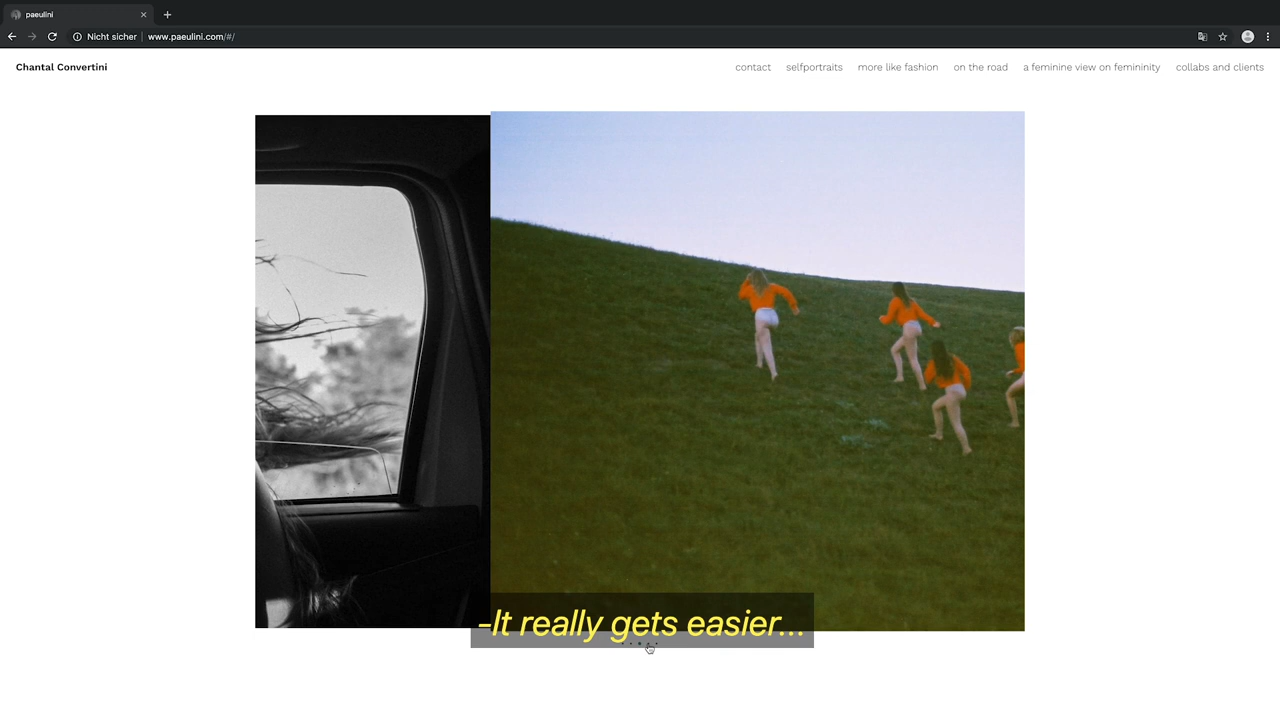 paeulini
Nicht sicher www.paeulini.com/#/
Chantal Convertini
contact selfportraits more like fashion on the road a feminine view on femininity collabs and clients
-It really gets easier...